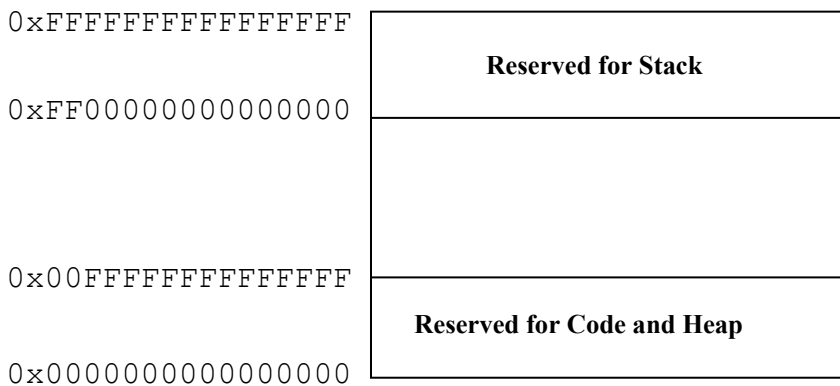 0xFFFFFFFFFFFFFFFF
Reserved for Stack
0xFF00000000000000
0x00FFFFFFFFFFFFFF
Reserved for Code and Heap
0x0000000000000000